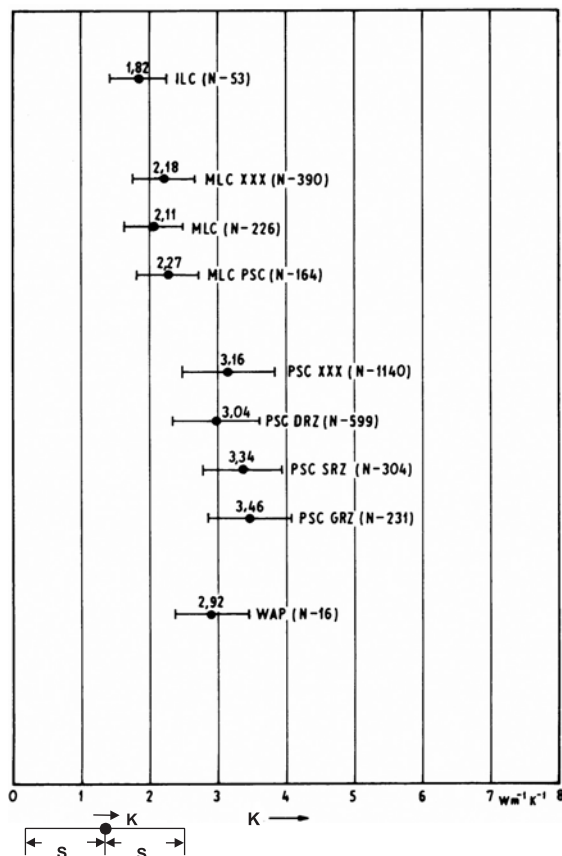 1,82
ILC (N-53)
2,18
MLC XXX (N-390)
2,11
MLC (N-226)
2,27
MLC PSC (N-164)
3,16
PSC XXX (N-1140)
3,04
PSC DRZ (N-599)
3,34
PSC SRZ (N-304)
3,46
PSC GRZ (N-231)
2,92
WAP (N-16)
0 1 2 3 4 5 6 7 Wm⁻¹ K⁻¹ 8
K K
S S